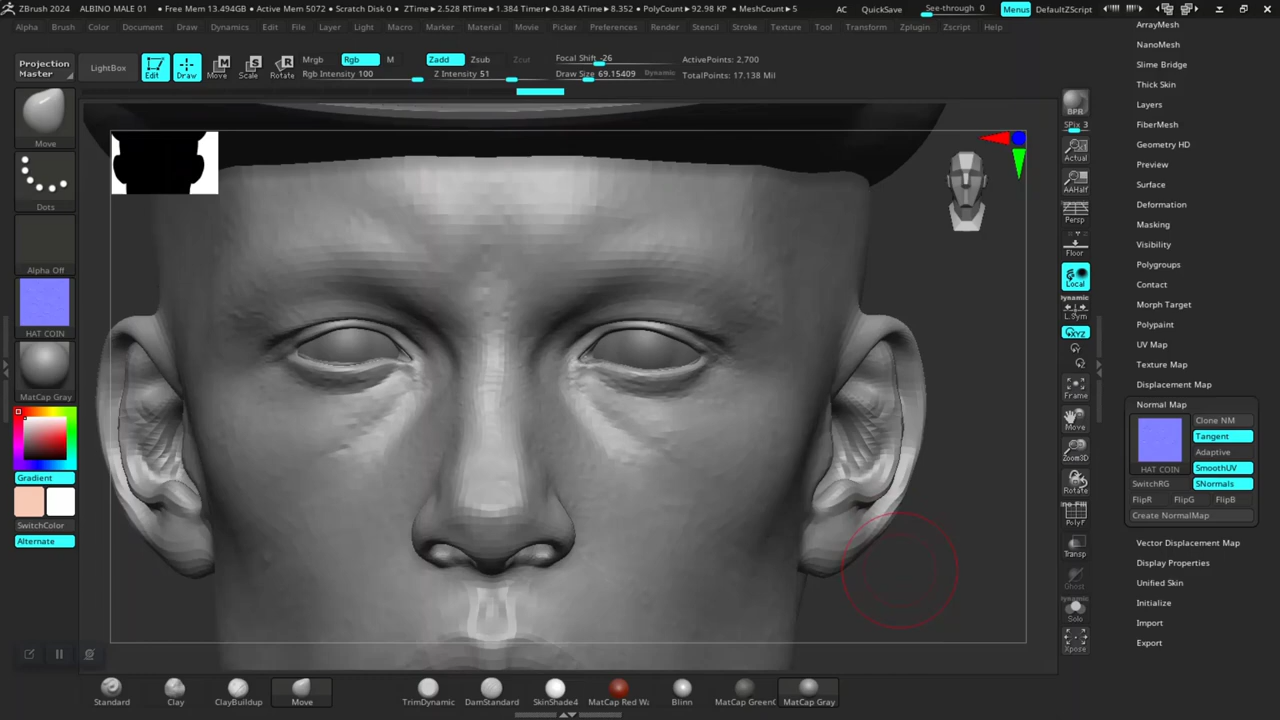 ZBrush 2024 ALBINO MALE 01 • Free Mem 13.494GB • Active Mem 5072 • Scratch Disk 0 • ZTime▸2.528 RTime▸1.384 Timer▸0.384 ATime▸8.352 • PolyCount▸92.98 KP • MeshCount▸5 AC QuickSave See-through 0 Menus DefaultZScript
Alpha Brush Color Document Draw Dynamics Edit File Layer Light Macro Marker Material Movie Picker Preferences Render Stencil Stroke Texture Tool Transform Zplugin Zscript Help
Projection Master
LightBox
Edit
Draw
Move
Scale
Rotate
Mrgb Rgb M
Rgb Intensity 100
Zadd Zsub Zcut
Z Intensity 51
Focal Shift -26
Draw Size 69.15409 Dynamic
ActivePoints: 2,700
TotalPoints: 17.138 Mil
Move
Dots
Alpha Off
HAT COIN
MatCap Gray
Gradient
SwitchColor
Alternate
BPR
SPix 3
Actual
AAHalf
Persp
Floor
Local
Dynamic
L.Sym
XYZ
Frame
Move
Zoom3D
Rotate
PolyF
Transp
Ghost
Dynamic
Solo
Xpose
ArrayMesh
NanoMesh
Slime Bridge
Thick Skin
Layers
FiberMesh
Geometry HD
Preview
Surface
Deformation
Masking
Visibility
Polygroups
Contact
Morph Target
Polypaint
UV Map
Texture Map
Displacement Map
Normal Map
HAT COIN
Clone NM
Tangent
Adaptive
SmoothUV
SwitchRG SNormals
FlipR FlipG FlipB
Create NormalMap
Vector Displacement Map
Display Properties
Unified Skin
Initialize
Import
Export
Standard Clay ClayBuildup Move TrimDynamic DamStandard SkinShade4 MatCap Red Wa Blinn MatCap GreenC MatCap Gray